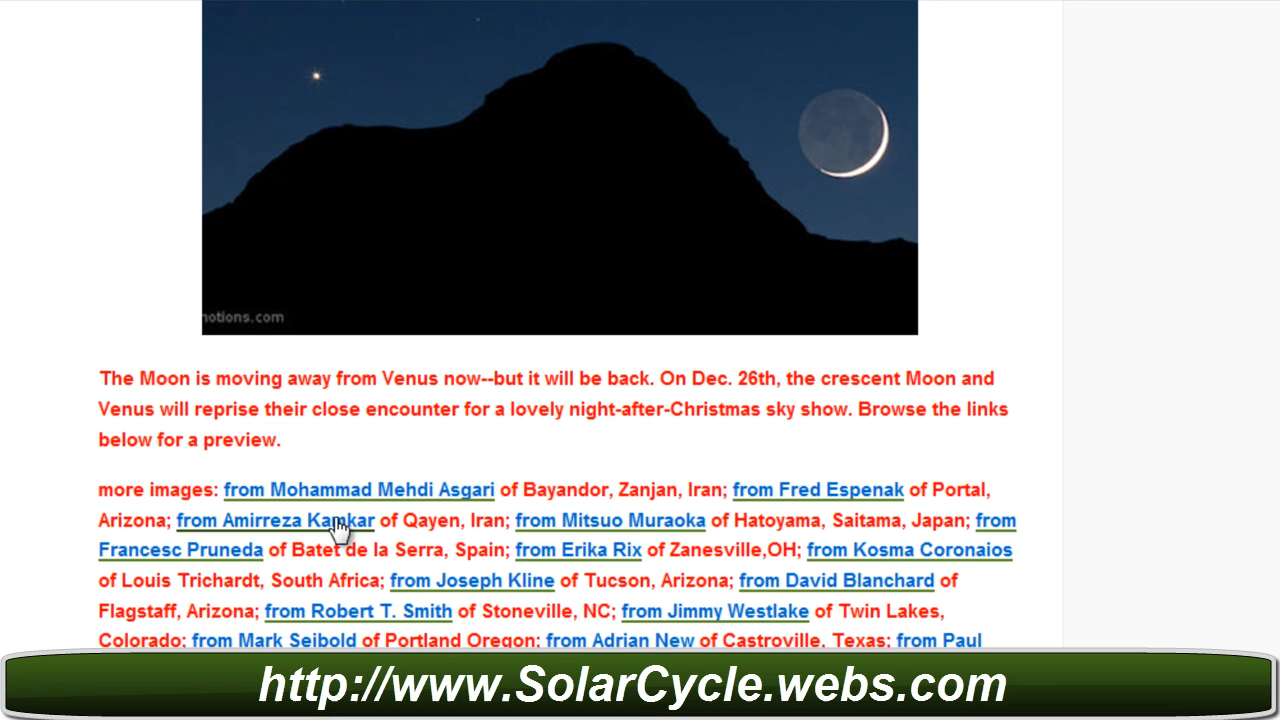 notions.com
The Moon is moving away from Venus now--but it will be back. On Dec. 26th, the crescent Moon and
Venus will reprise their close encounter for a lovely night-after-Christmas sky show. Browse the links
below for a preview.
more images: from Mohammad Mehdi Asgari of Bayandor, Zanjan, Iran; from Fred Espenak of Portal,
Arizona; from Amirreza Kamkar of Qayen, Iran; from Mitsuo Muraoka of Hatoyama, Saitama, Japan; from
Francesc Pruneda of Batet de la Serra, Spain; from Erika Rix of Zanesville,OH; from Kosma Coronaios
of Louis Trichardt, South Africa; from Joseph Kline of Tucson, Arizona; from David Blanchard of
Flagstaff, Arizona; from Robert T. Smith of Stoneville, NC; from Jimmy Westlake of Twin Lakes,
Colorado; from Mark Seibold of Portland Oregon; from Adrian New of Castroville, Texas; from Paul
http://www.SolarCycle.webs.com